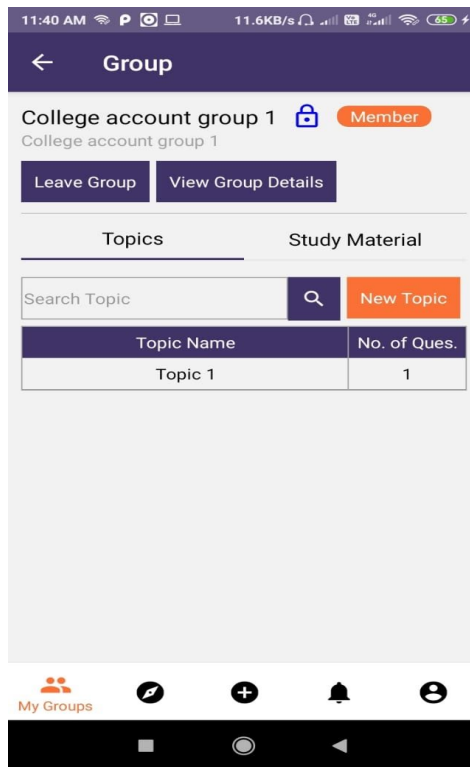 11:40 AM 11.6KB/s 4G 65
Group
College account group 1 Member
College account group 1
Leave Group View Group Details
Topics Study Material
Search Topic New Topic
Topic Name No. of Ques.
Topic 1 1
My Groups